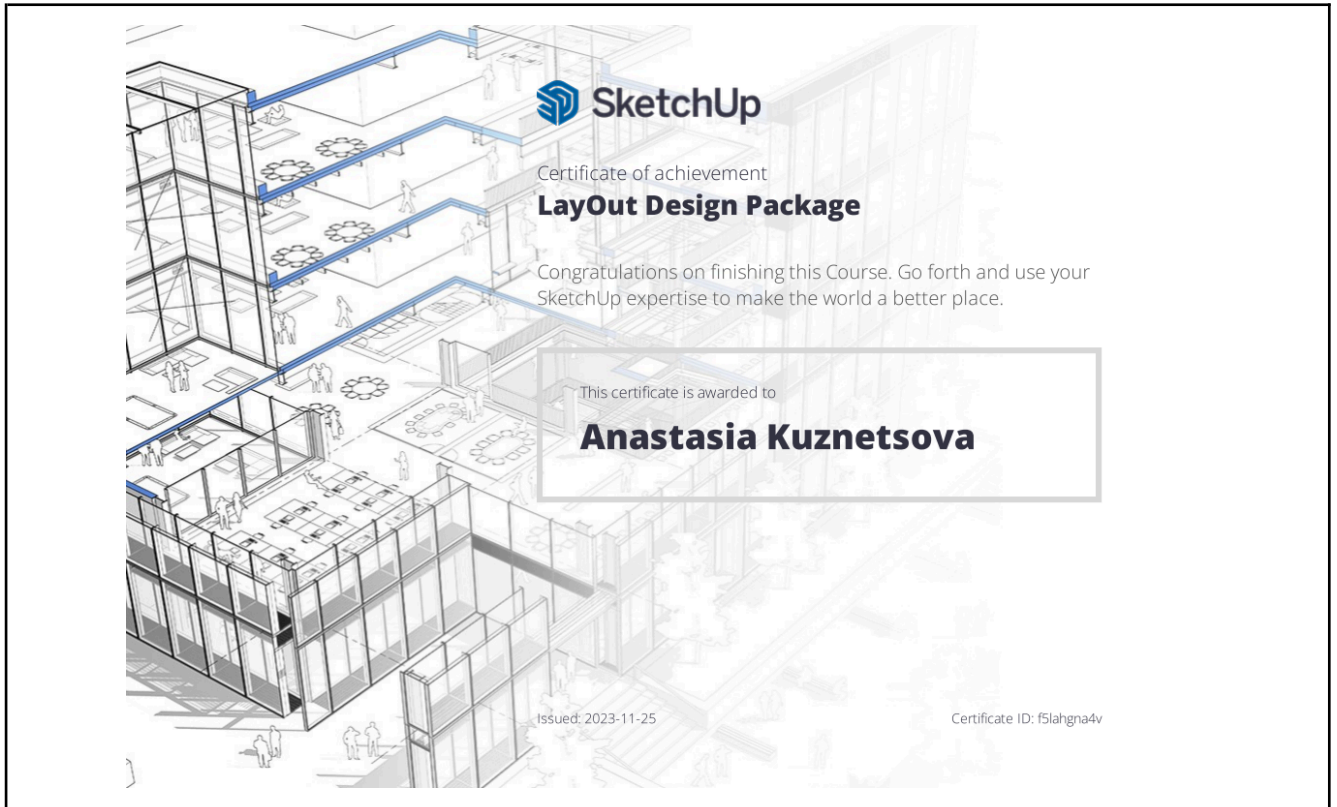 SketchUp
Certificate of achievement
LayOut Design Package
Congratulations on finishing this Course. Go forth and use your
SketchUp expertise to make the world a better place.
This certificate is awarded to
Anastasia Kuznetsova
Issued: 2023-11-25
Certificate ID: f5lahgna4v